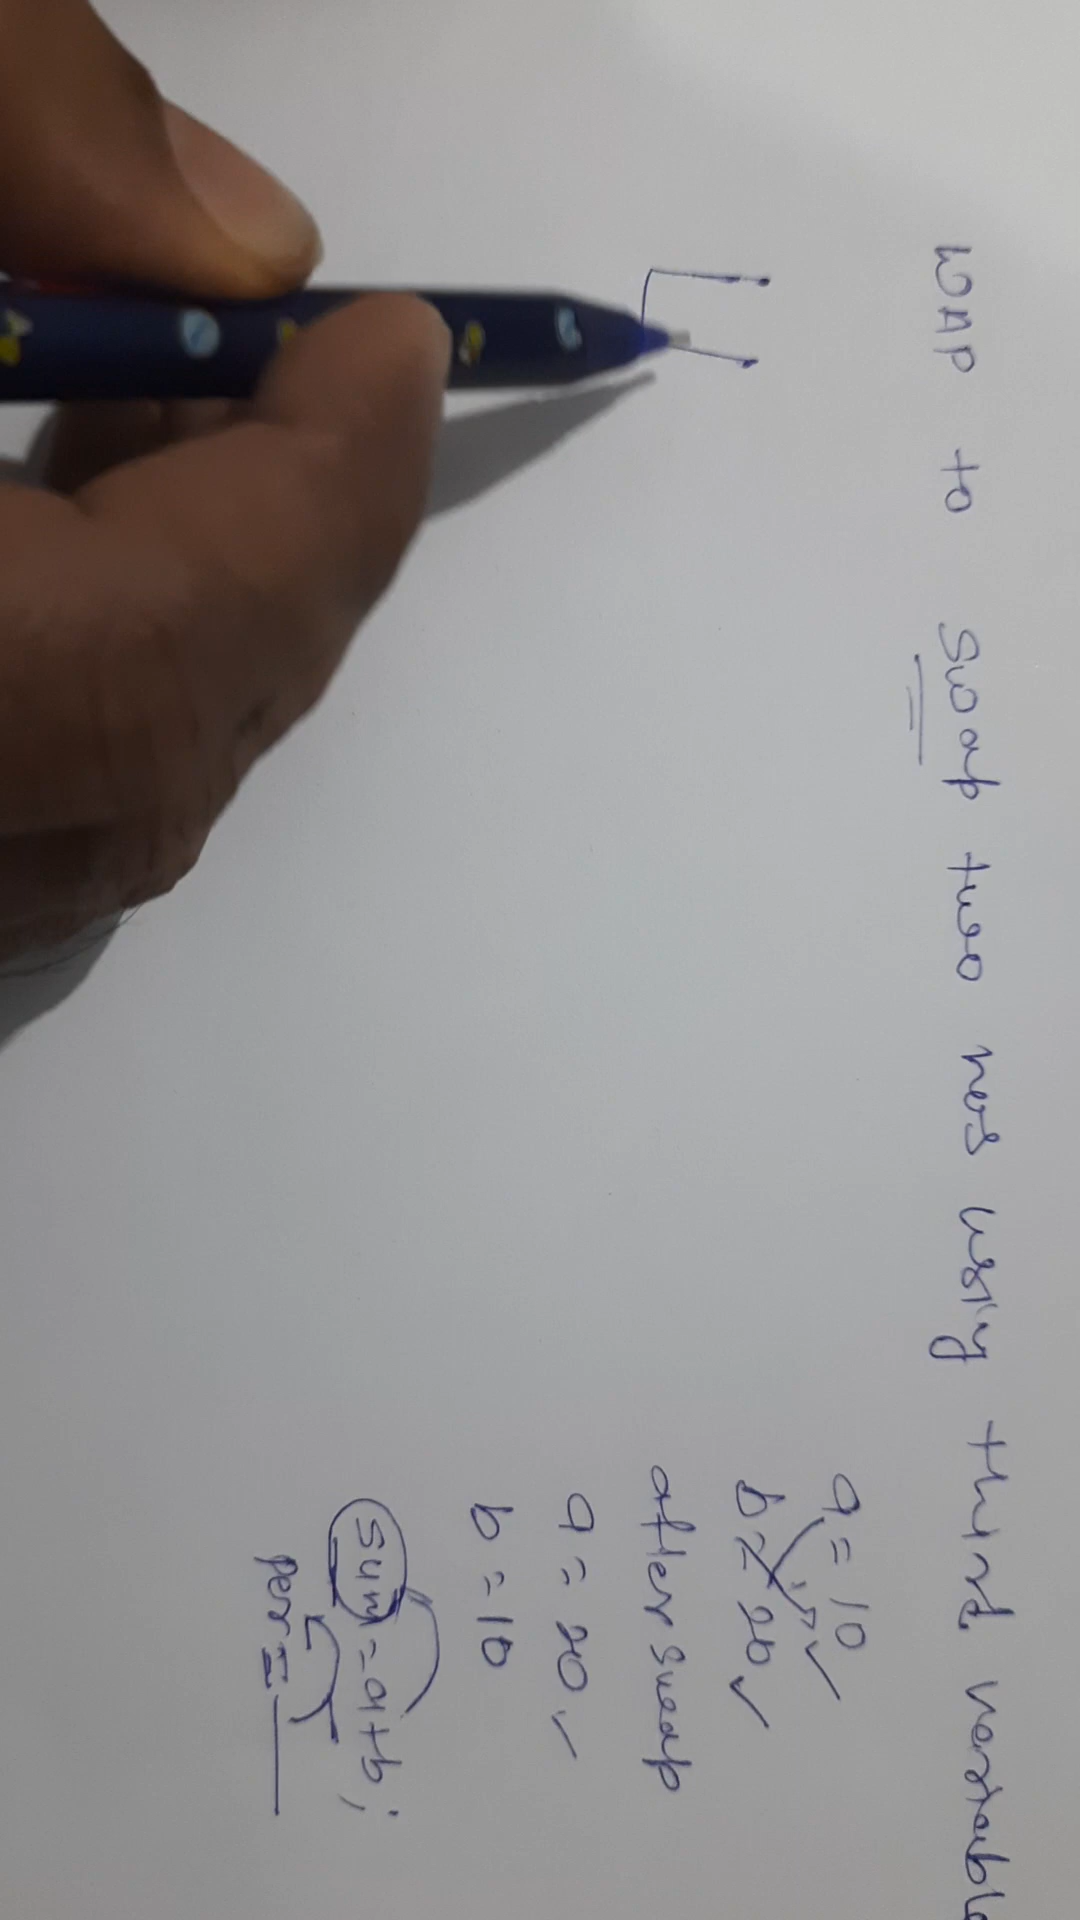 WAP to swap two nos using third variable
a = 10
b = 20
after swap
a = 20
b = 10
sum = a+b;